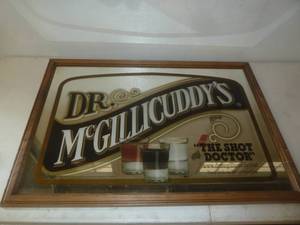 DR.
McGILLICUDDY'S
"THE SHOT
DOCTOR"